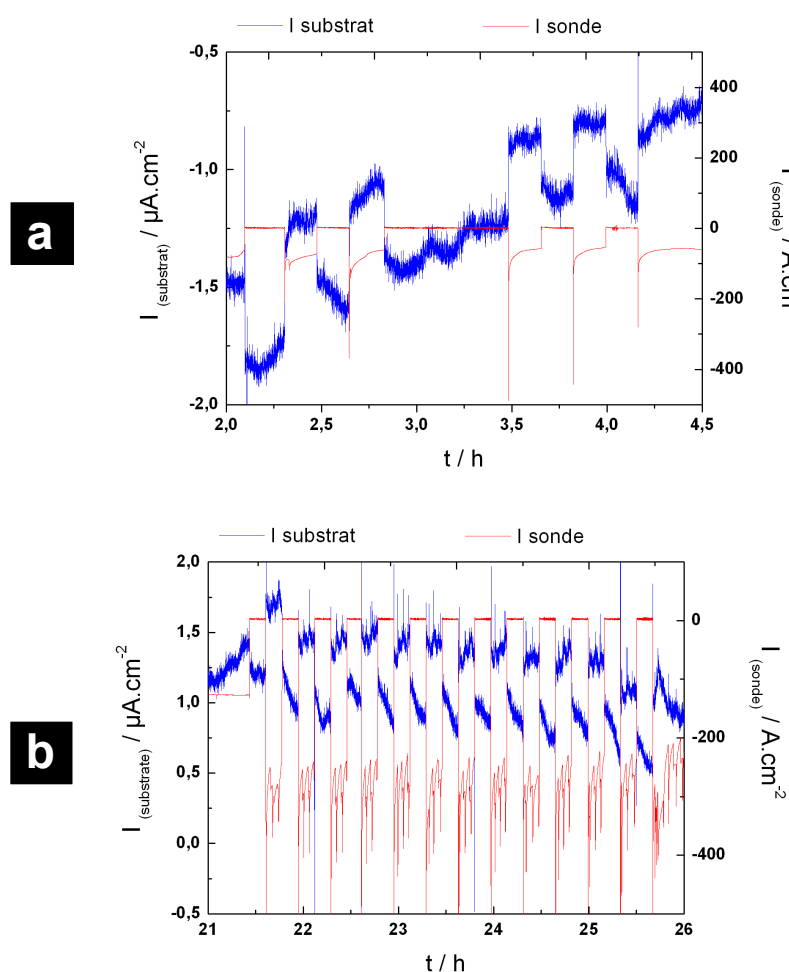 I substrat I sonde
a
-0,5
-1,0
-1,5
-2,0
I (substrat) / µA.cm-2
400
200
0
-200
-400
I (sonde) / A.cm
2,0 2,5 3,0 3,5 4,0 4,5
t / h
I substrat I sonde
b
2,0
1,5
1,0
0,5
0,0
-0,5
I (substrate) / µA.cm-2
0
-200
-400
I (sonde) / A.cm-2
21 22 23 24 25 26
t / h